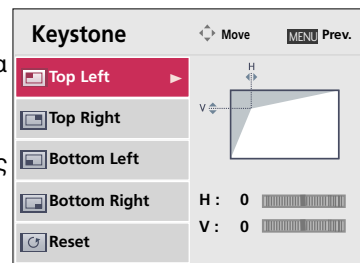 Keystone Move MENU Prev.
α
Top Left
Top Right
Bottom Left
ς
Bottom Right
Reset
H
V
H : 0
V : 0